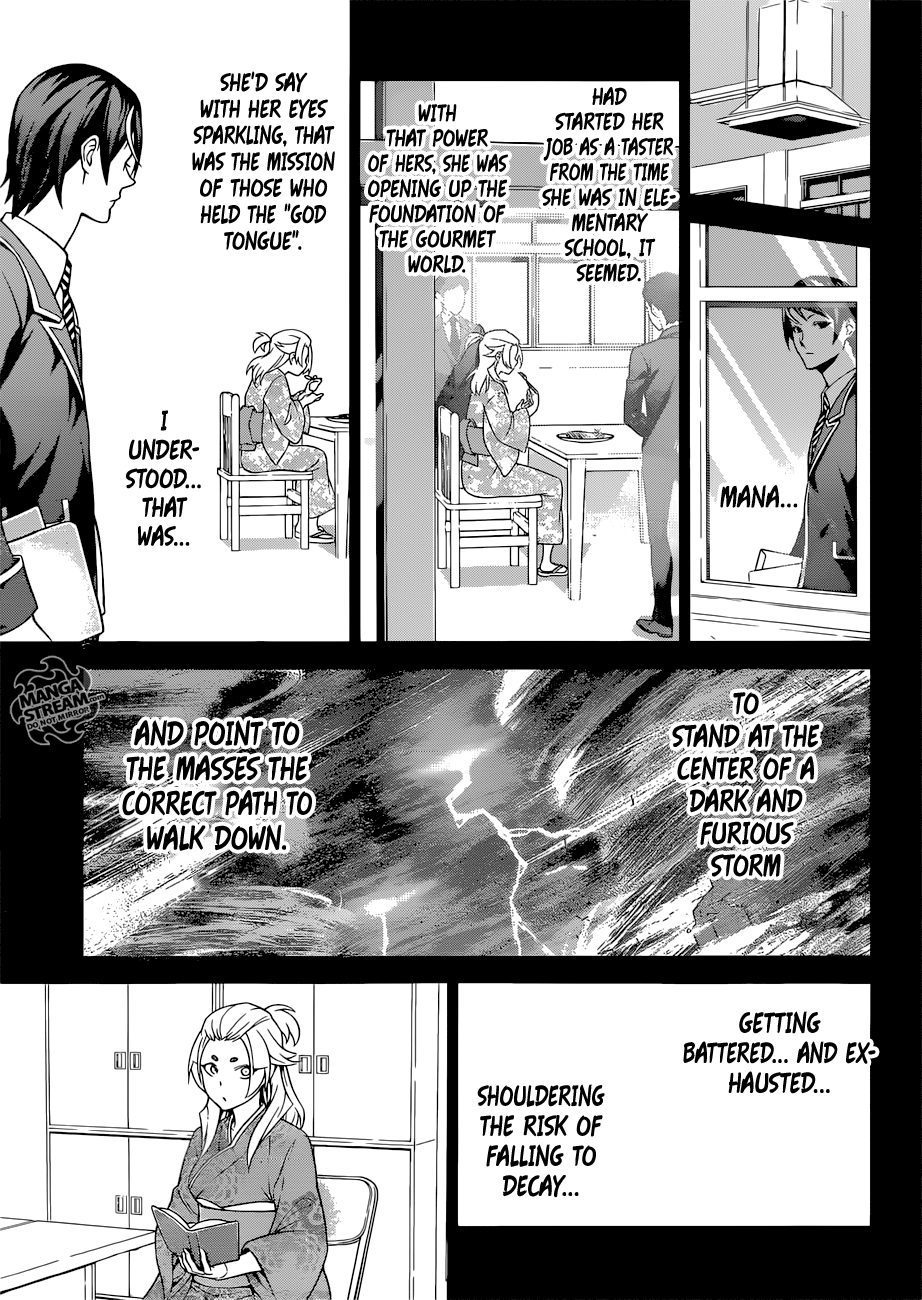 MANA...
HAD
STARTED HER
JOB AS A TASTER
FROM THE TIME
SHE WAS IN ELE-
MENTARY
SCHOOL, IT
SEEMED.
WITH
THAT POWER
OF HERS, SHE WAS
OPENING UP THE
FOUNDATION OF
THE GOURMET
WORLD.
SHE'D SAY
WITH HER EYES
SPARKLING, THAT
WAS THE MISSION
OF THOSE WHO
HELD THE "GOD
TONGUE".
I
UNDER-
STOOD...
THAT
WAS...
TO
STAND AT THE
CENTER OF A
DARK AND
FURIOUS
STORM
AND POINT TO
THE MASSES THE
CORRECT PATH TO
WALK DOWN.
MANGA
STREAM.COM
DO NOT MIRROR
GETTING
BATTERED... AND EX-
HAUSTED...
SHOULDERING
THE RISK OF
FALLING TO
DECAY...